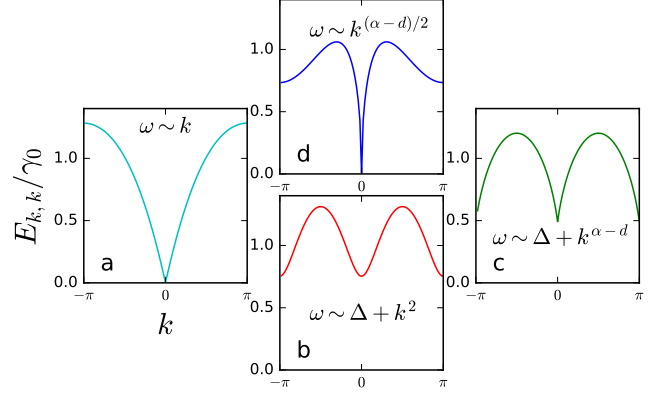 E_{k, k}/γ_0
1.0
0.5
0.0
ω ∼ k
a
−π 0 π
k
1.0
0.5
0.0
ω ∼ k^{(α − d)/2}
d
−π 0 π
1.0
0.5
0.0
ω ∼ Δ + k^2
b
−π 0 π
1.0
0.5
0.0
ω ∼ Δ + k^{α − d}
c
−π 0 π